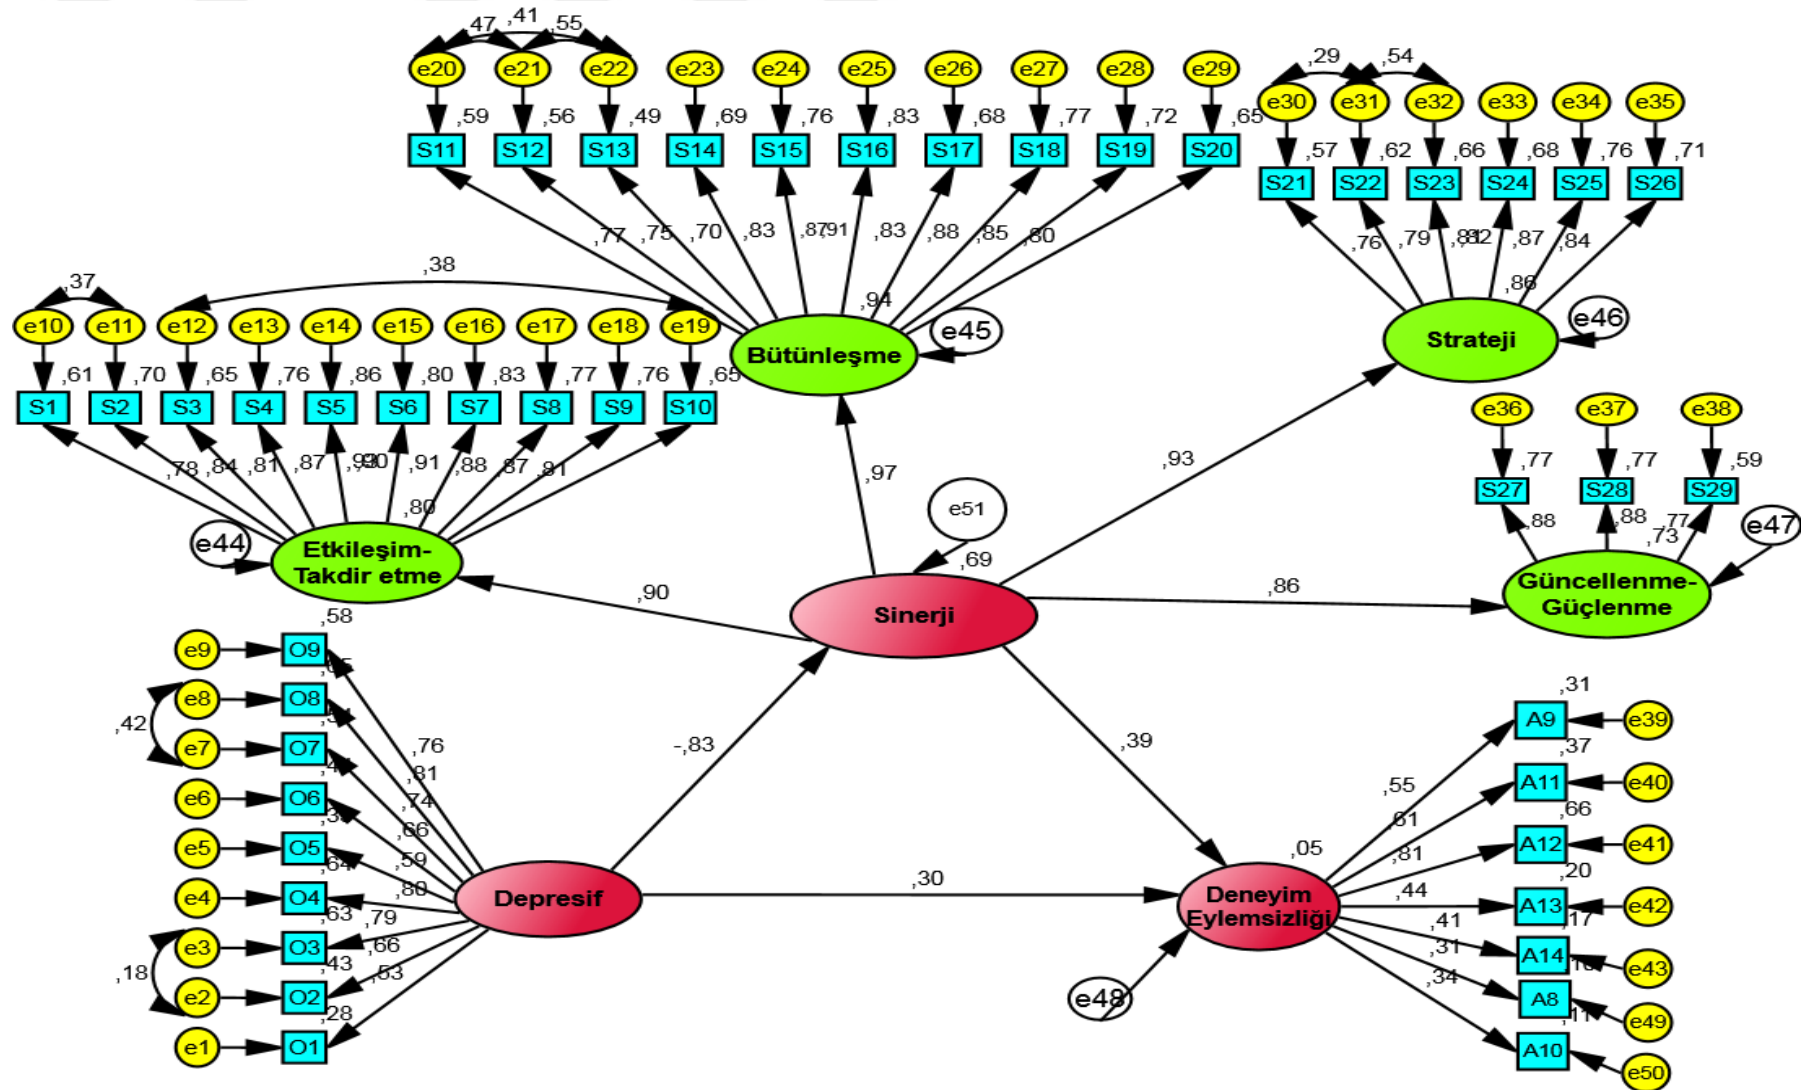 ,47 ,41 ,55
e20 e21 e22 e23 e24 e25 e26 e27 e28 e29
,59 ,56 ,49 ,69 ,76 ,83 ,68 ,77 ,72 ,65
S11 S12 S13 S14 S15 S16 S17 S18 S19 S20
,29 ,54
e30 e31 e32 e33 e34 e35
,57 ,62 ,66 ,68 ,76 ,71
S21 S22 S23 S24 S25 S26
,77 ,75 ,70 ,83 ,87 ,91 ,83 ,88 ,85 ,80
,76 ,79 ,81 ,82 ,87 ,84
,38
,37
e10 e11 e12 e13 e14 e15 e16 e17 e18 e19
,61 ,70 ,65 ,76 ,86 ,80 ,83 ,77 ,76 ,65
S1 S2 S3 S4 S5 S6 S7 S8 S9 S10
,94
Bütünleşme
e45
,86
Strateji
e46
,78 ,84 ,81 ,87 ,93 ,90 ,91 ,88 ,87 ,81
,80
e44
Etkileşim-
Takdir etme
e36 e37 e38
,77 ,77 ,59
S27 S28 S29
,88 ,88 ,77
,73
e47
Güncellenme-
Güçlenme
,97
,93
e51
,69
Sinerji
,90
,86
,58
e9 O9
e8 O8
,42
e7 O7
e6 O6
e5 O5
,64
e4 O4
,63
e3 O3
,18
,43
e2 O2
,28
e1 O1
,76
,81
,74
,66
,59
,80
,79
,66
,53
-,83
,39
Depresif
,30
,05
Deneyim
Eylemsizliği
e48
,55
,61
,81
,44
,41
,31
,34
,31
A9 e39
,37
A11 e40
,66
A12 e41
,20
A13 e42
,17
A14 e43
A8 e49
,11
A10 e50